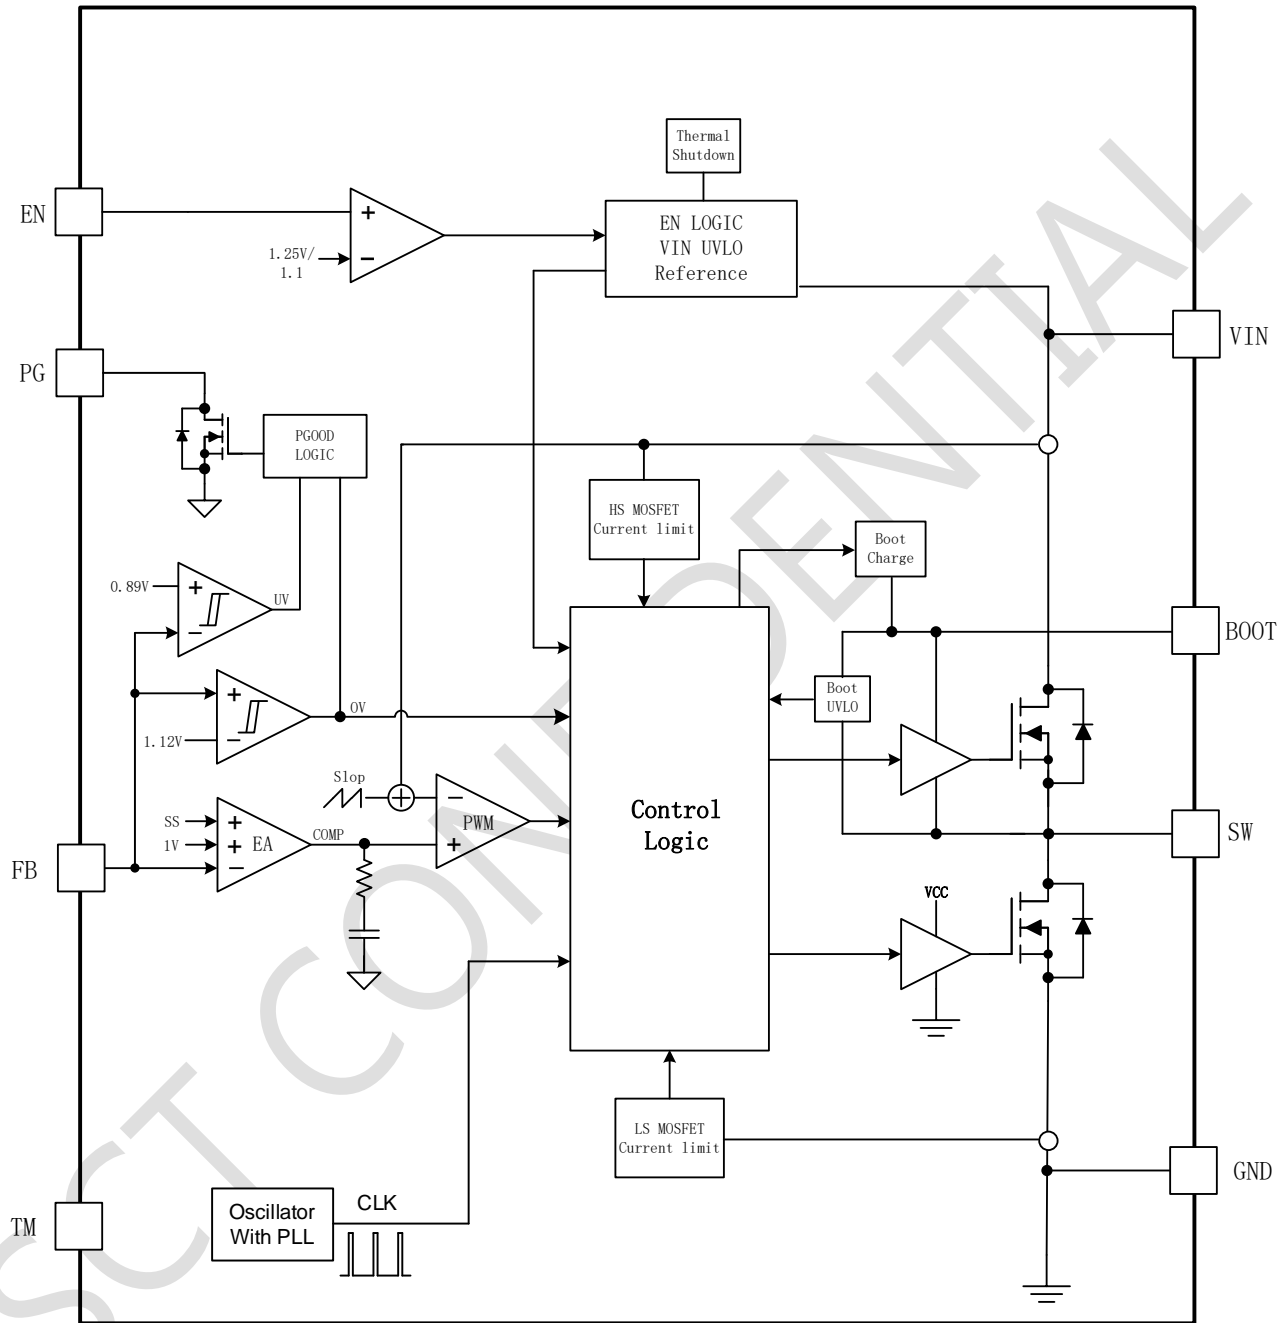 Thermal
Shutdown
EN
EN LOGIC
VIN UVLO
Reference
+
1.25V/
1.1
−
VIN
PG
PGOOD
LOGIC
HS MOSFET
Current limit
Boot
Charge
0.89V
+
−
UV
BOOT
+
OV
1.12V
−
Boot
UVLO
Slop
−
PWM
+
Control
Logic
SS
+
1V
+
EA
−
COMP
SW
FB
VCC
LS MOSFET
Current limit
GND
TM
Oscillator
With PLL
CLK
SCT CONFIDENTIAL